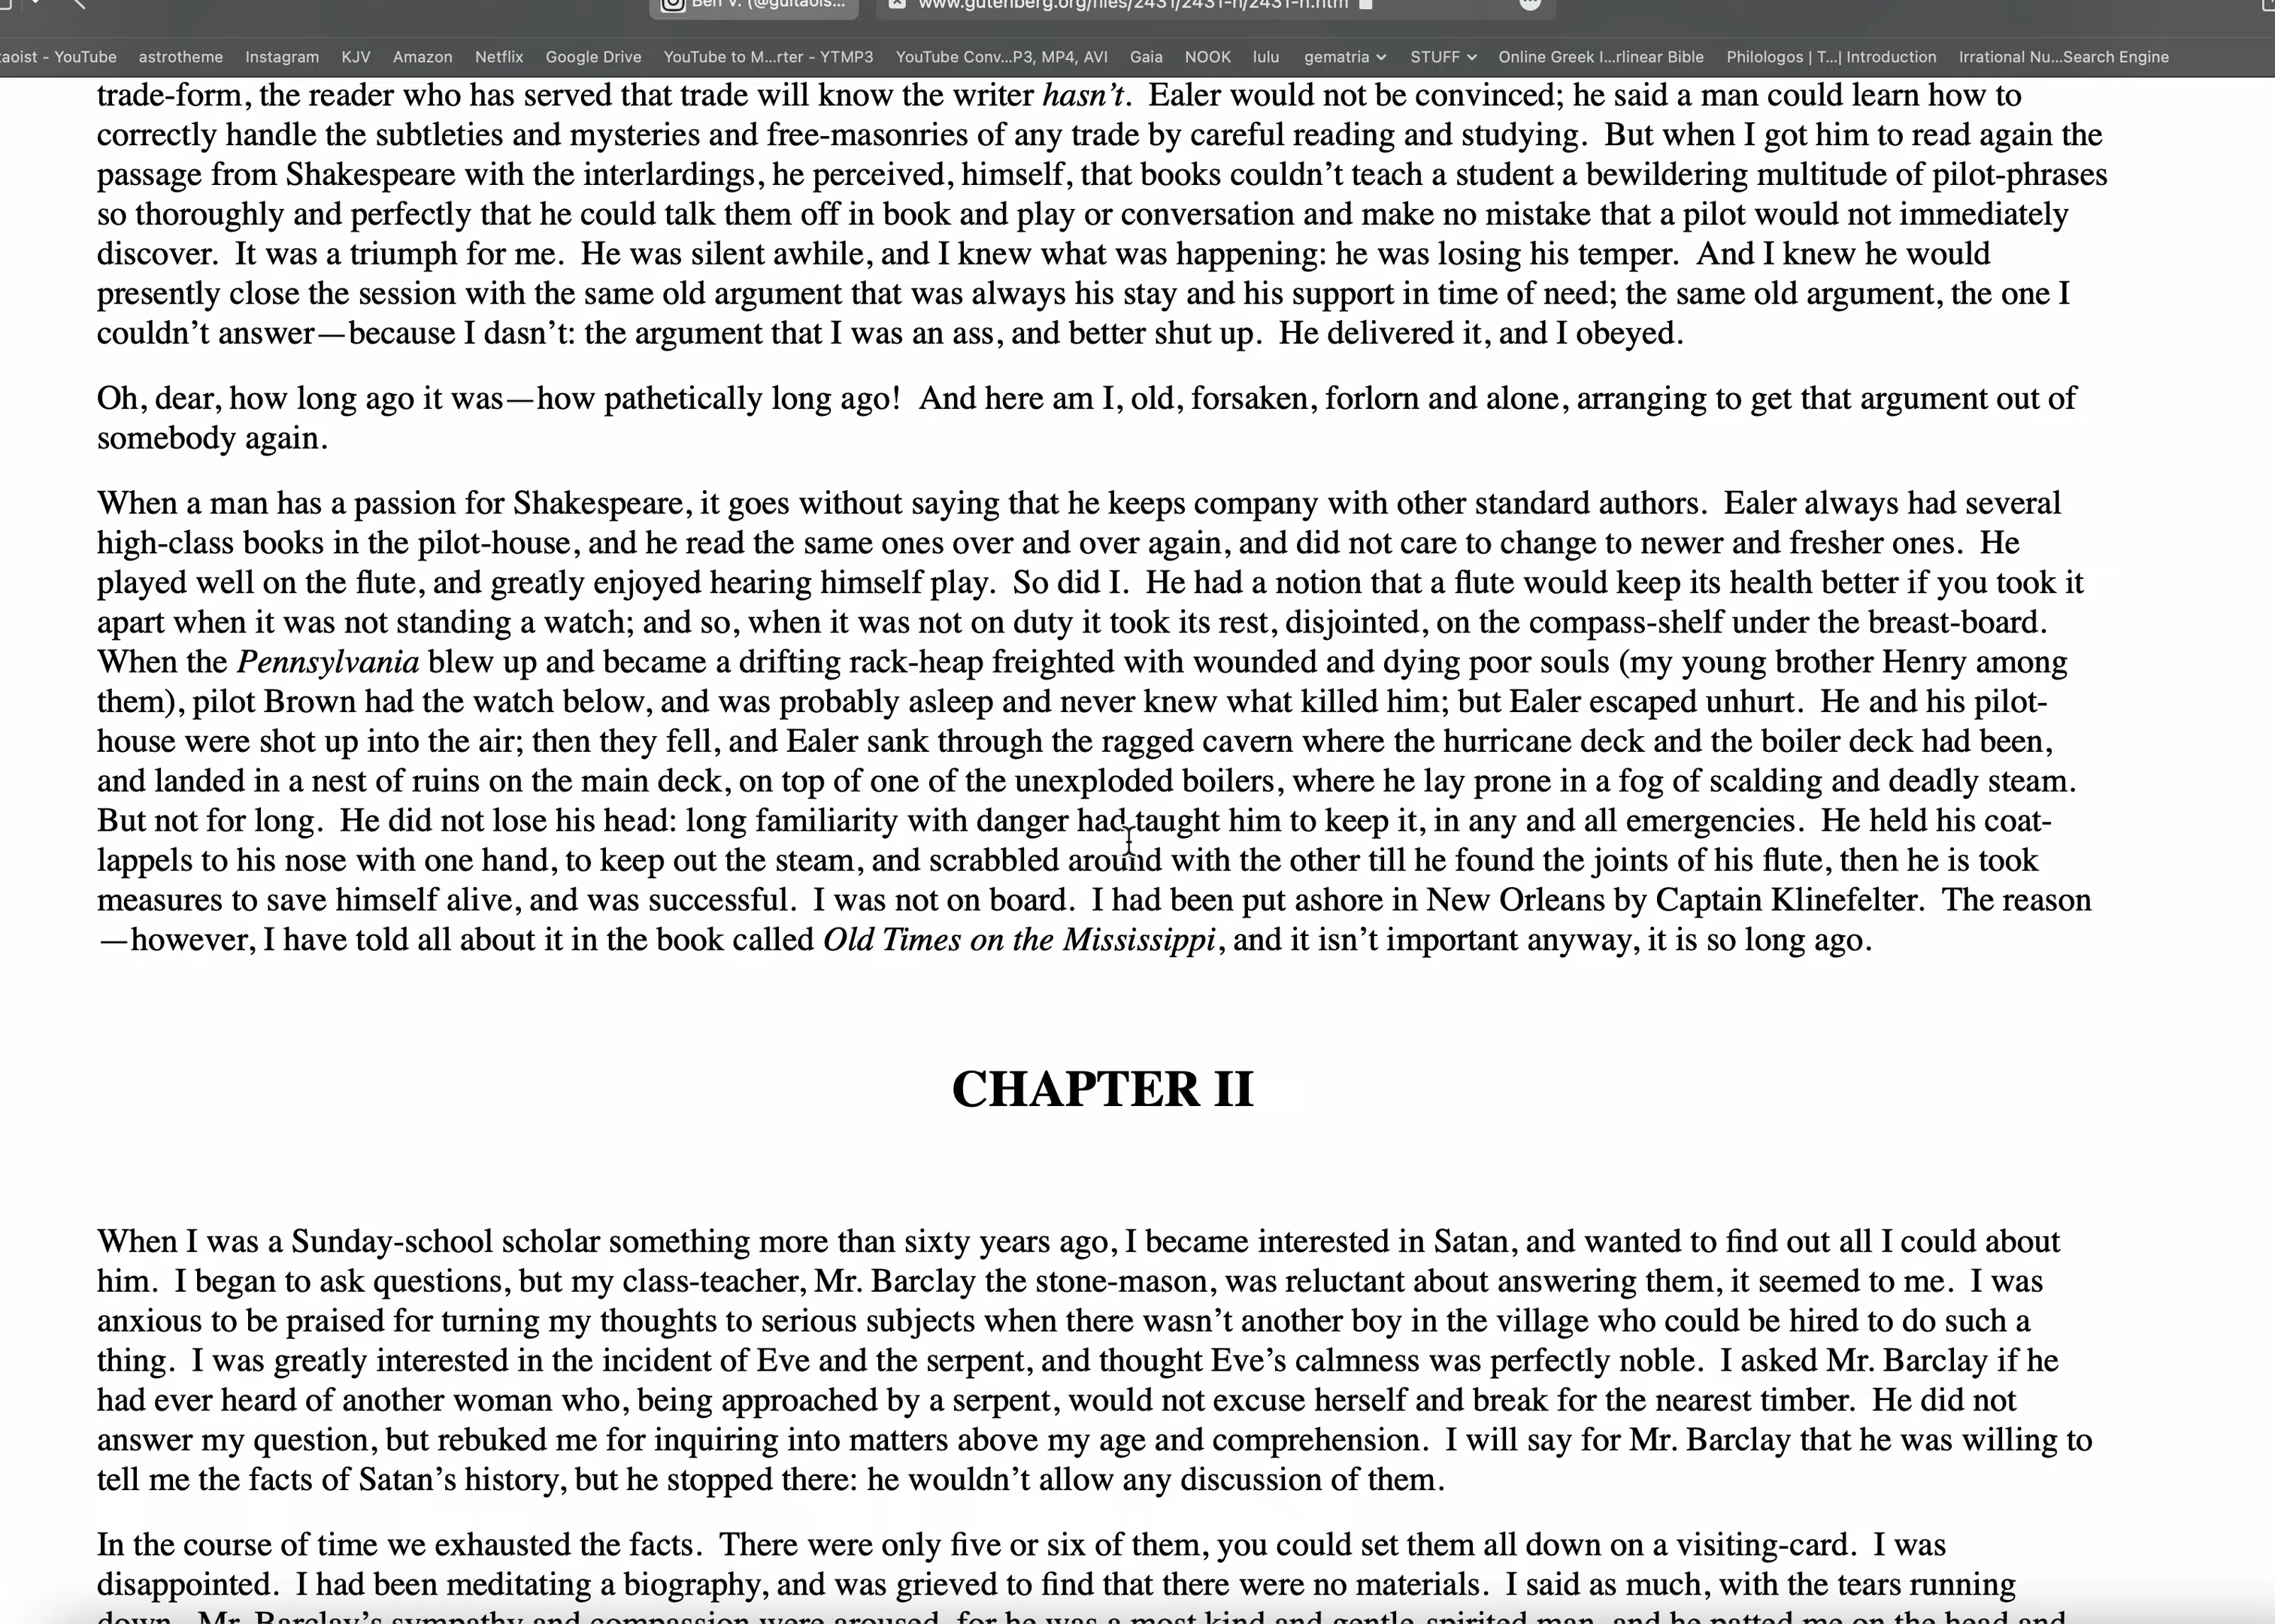 Ben V. (@guitaois...
www.gutenberg.org/files/2431/2431-h/2431-h.htm
taoist - YouTube astrotheme Instagram KJV Amazon Netflix Google Drive YouTube to M...rter - YTMP3 YouTube Conv...P3, MP4, AVI Gaia NOOK lulu gematria STUFF Online Greek I...rlinear Bible Philologos | T...| Introduction Irrational Nu...Search Engine
trade-form, the reader who has served that trade will know the writer hasn’t. Ealer would not be convinced; he said a man could learn how to
correctly handle the subtleties and mysteries and free-masonries of any trade by careful reading and studying. But when I got him to read again the
passage from Shakespeare with the interlardings, he perceived, himself, that books couldn’t teach a student a bewildering multitude of pilot-phrases
so thoroughly and perfectly that he could talk them off in book and play or conversation and make no mistake that a pilot would not immediately
discover. It was a triumph for me. He was silent awhile, and I knew what was happening: he was losing his temper. And I knew he would
presently close the session with the same old argument that was always his stay and his support in time of need; the same old argument, the one I
couldn’t answer—because I dasn’t: the argument that I was an ass, and better shut up. He delivered it, and I obeyed.
Oh, dear, how long ago it was—how pathetically long ago! And here am I, old, forsaken, forlorn and alone, arranging to get that argument out of
somebody again.
When a man has a passion for Shakespeare, it goes without saying that he keeps company with other standard authors. Ealer always had several
high-class books in the pilot-house, and he read the same ones over and over again, and did not care to change to newer and fresher ones. He
played well on the flute, and greatly enjoyed hearing himself play. So did I. He had a notion that a flute would keep its health better if you took it
apart when it was not standing a watch; and so, when it was not on duty it took its rest, disjointed, on the compass-shelf under the breast-board.
When the Pennsylvania blew up and became a drifting rack-heap freighted with wounded and dying poor souls (my young brother Henry among
them), pilot Brown had the watch below, and was probably asleep and never knew what killed him; but Ealer escaped unhurt. He and his pilot-
house were shot up into the air; then they fell, and Ealer sank through the ragged cavern where the hurricane deck and the boiler deck had been,
and landed in a nest of ruins on the main deck, on top of one of the unexploded boilers, where he lay prone in a fog of scalding and deadly steam.
But not for long. He did not lose his head: long familiarity with danger had taught him to keep it, in any and all emergencies. He held his coat-
lappels to his nose with one hand, to keep out the steam, and scrabbled around with the other till he found the joints of his flute, then he is took
measures to save himself alive, and was successful. I was not on board. I had been put ashore in New Orleans by Captain Klinefelter. The reason
—however, I have told all about it in the book called Old Times on the Mississippi, and it isn’t important anyway, it is so long ago.
CHAPTER II
When I was a Sunday-school scholar something more than sixty years ago, I became interested in Satan, and wanted to find out all I could about
him. I began to ask questions, but my class-teacher, Mr. Barclay the stone-mason, was reluctant about answering them, it seemed to me. I was
anxious to be praised for turning my thoughts to serious subjects when there wasn’t another boy in the village who could be hired to do such a
thing. I was greatly interested in the incident of Eve and the serpent, and thought Eve’s calmness was perfectly noble. I asked Mr. Barclay if he
had ever heard of another woman who, being approached by a serpent, would not excuse herself and break for the nearest timber. He did not
answer my question, but rebuked me for inquiring into matters above my age and comprehension. I will say for Mr. Barclay that he was willing to
tell me the facts of Satan’s history, but he stopped there: he wouldn’t allow any discussion of them.
In the course of time we exhausted the facts. There were only five or six of them, you could set them all down on a visiting-card. I was
disappointed. I had been meditating a biography, and was grieved to find that there were no materials. I said as much, with the tears running
down. Mr. Barclay’s sympathy and compassion were aroused, for he was a most kind and gentle-spirited man, and he patted me on the head and